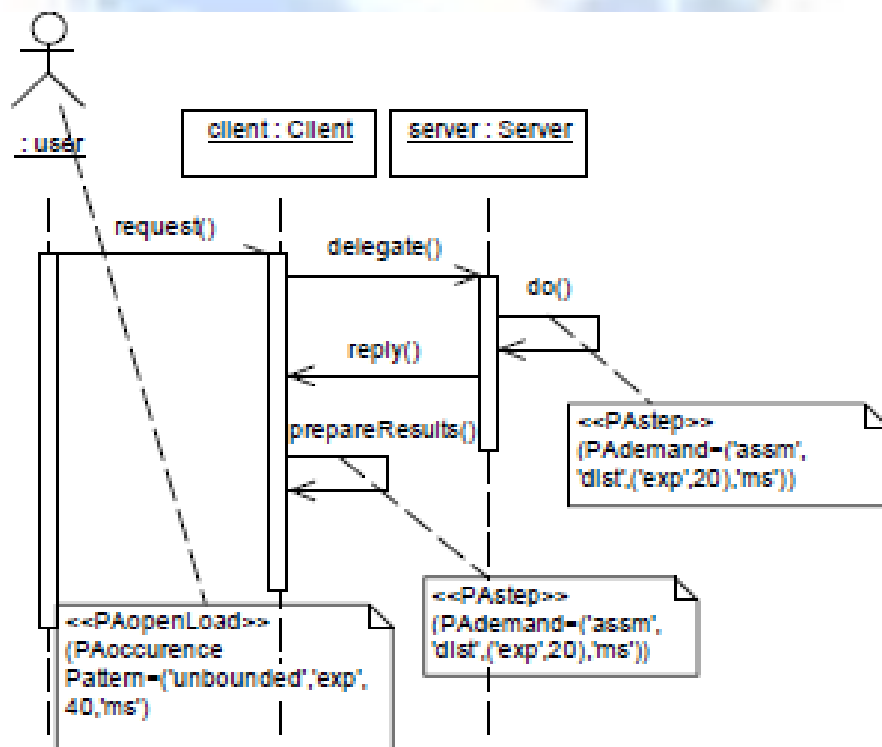 : user
client : Client
server : Server
request()
delegate()
do()
reply()
prepareResults()
<<PAstep>>
(PAdemand=('assm',
'dist',('exp',20),'ms'))
<<PAstep>>
(PAdemand=('assm',
'dist',('exp',20),'ms'))
<<PAopenLoad>>
(PAoccurence
Pattern=('unbounded','exp',
40,'ms')